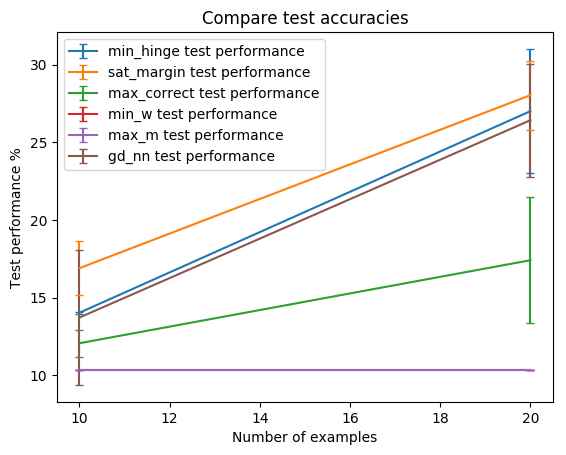 Compare test accuracies
min_hinge test performance
sat_margin test performance
max_correct test performance
min_w test performance
max_m test performance
gd_nn test performance
Test performance %
30
25
20
15
10
10 12 14 16 18 20
Number of examples